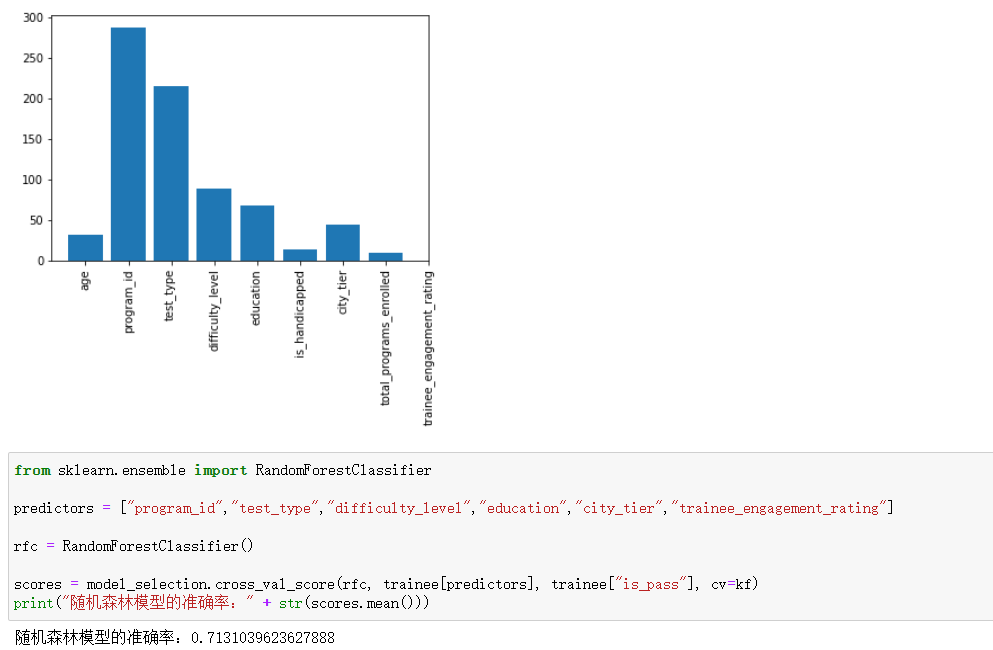 300
250
200
150
100
50
0
age
program_id
test_type
difficulty_level
education
is_handicapped
city_tier
total_programs_enrolled
trainee_engagement_rating
from sklearn.ensemble import RandomForestClassifier
predictors = ["program_id","test_type","difficulty_level","education","city_tier","trainee_engagement_rating"]
rfc = RandomForestClassifier()
scores = model_selection.cross_val_score(rfc, trainee[predictors], trainee["is_pass"], cv=kf)
print("随机森林模型的准确率：" + str(scores.mean()))
随机森林模型的准确率：0.7131039623627888